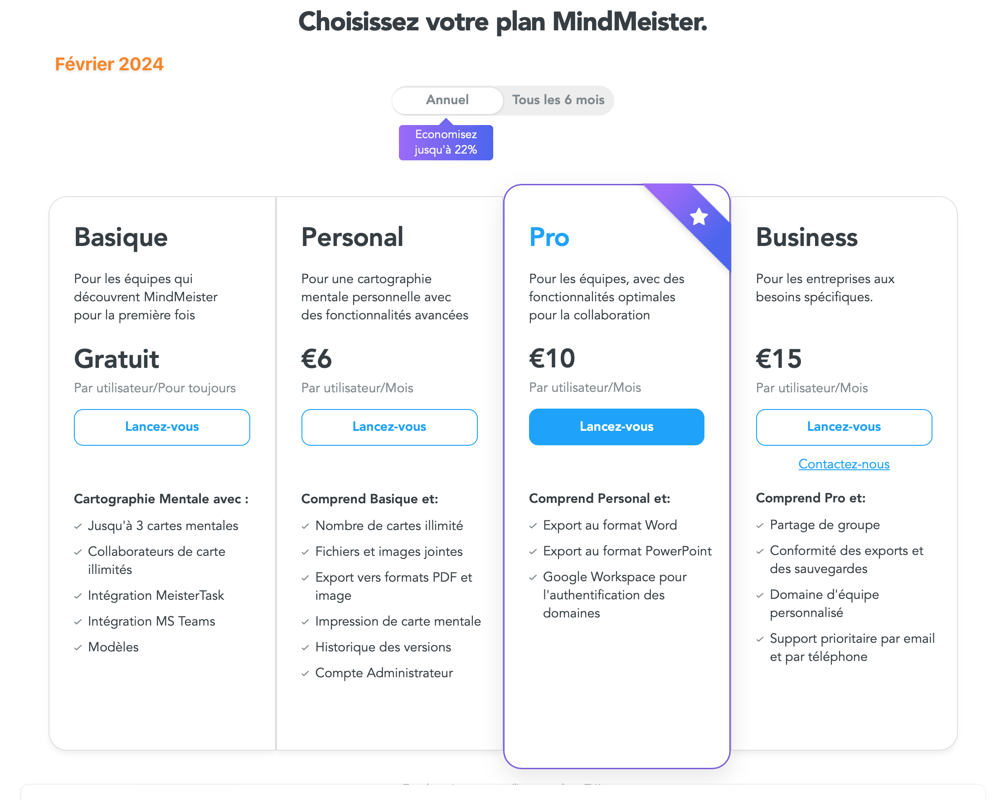 Choisissez votre plan MindMeister.
Février 2024
Annuel
Tous les 6 mois
Economisez
jusqu'à 22%
Basique
Pour les équipes qui
découvrent MindMeister
pour la première fois
Gratuit
Par utilisateur/Pour toujours
Lancez-vous
Cartographie Mentale avec :
Jusqu'à 3 cartes mentales
Collaborateurs de carte
illimités
Intégration MeisterTask
Intégration MS Teams
Modèles
Personal
Pour une cartographie
mentale personnelle avec
des fonctionnalités avancées
€6
Par utilisateur/Mois
Lancez-vous
Comprend Basique et:
Nombre de cartes illimité
Fichiers et images jointes
Export vers formats PDF et
image
Impression de carte mentale
Historique des versions
Compte Administrateur
Pro
Pour les équipes, avec des
fonctionnalités optimales
pour la collaboration
€10
Par utilisateur/Mois
Lancez-vous
Comprend Personal et:
Export au format Word
Export au format PowerPoint
Google Workspace pour
l'authentification des
domaines
Business
Pour les entreprises aux
besoins spécifiques.
€15
Par utilisateur/Mois
Lancez-vous
Contactez-nous
Comprend Pro et:
Partage de groupe
Conformité des exports et
des sauvegardes
Domaine d'équipe
personnalisé
Support prioritaire par email
et par téléphone